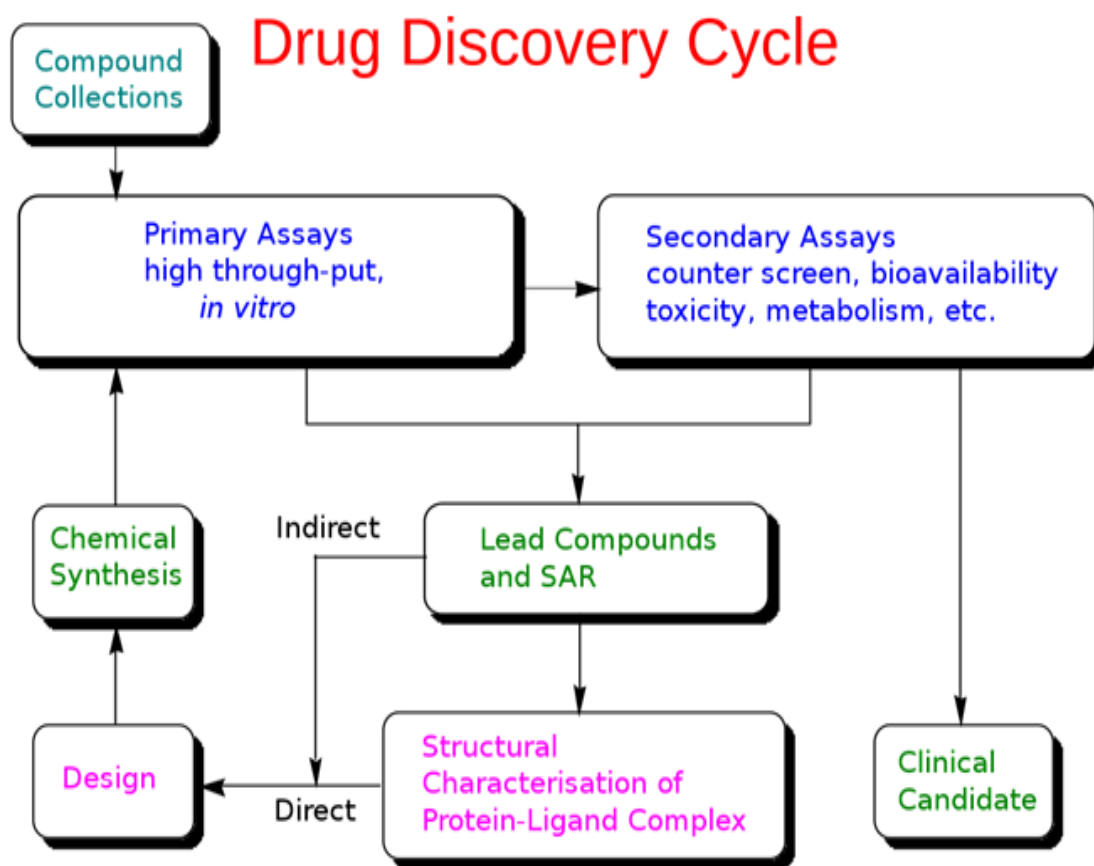 Drug Discovery Cycle
Compound
Collections
Primary Assays
high through-put,
in vitro
Secondary Assays
counter screen, bioavailability
toxicity, metabolism, etc.
Chemical
Synthesis
Indirect
Lead Compounds
and SAR
Design
Direct
Structural
Characterisation of
Protein-Ligand Complex
Clinical
Candidate